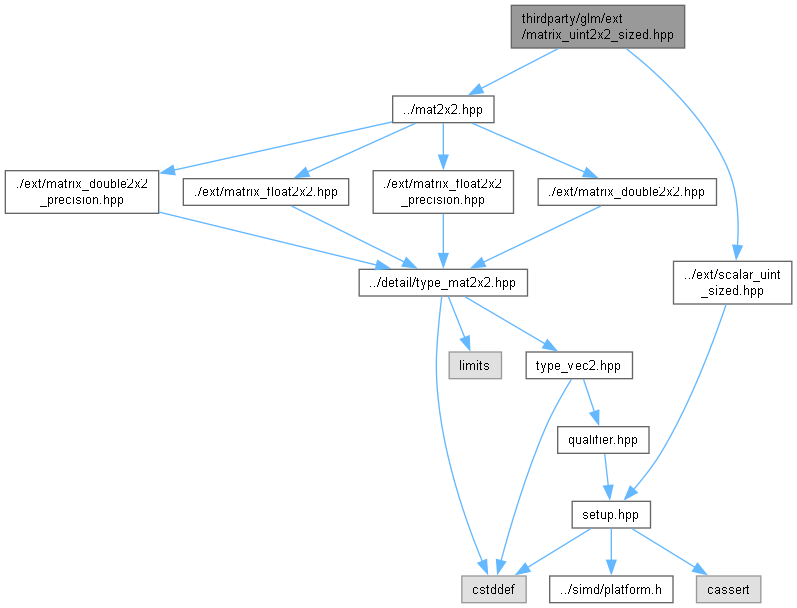 thirdparty/glm/ext
/matrix_uint2x2_sized.hpp
../mat2x2.hpp
./ext/matrix_double2x2
_precision.hpp
./ext/matrix_float2x2.hpp
./ext/matrix_float2x2
_precision.hpp
./ext/matrix_double2x2.hpp
../ext/scalar_uint
_sized.hpp
../detail/type_mat2x2.hpp
limits
type_vec2.hpp
qualifier.hpp
setup.hpp
cstddef
../simd/platform.h
cassert